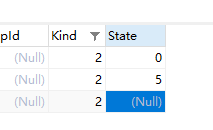 pId Kind State
(Null) 2 0
(Null) 2 5
(Null) 2 (Null)